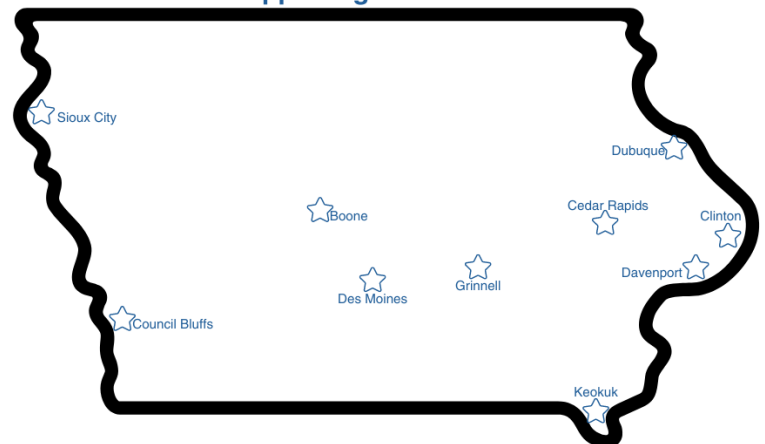 Sioux City
Dubuque
Cedar Rapids
Boone
Clinton
Davenport
Grinnell
Des Moines
Council Bluffs
Keokuk